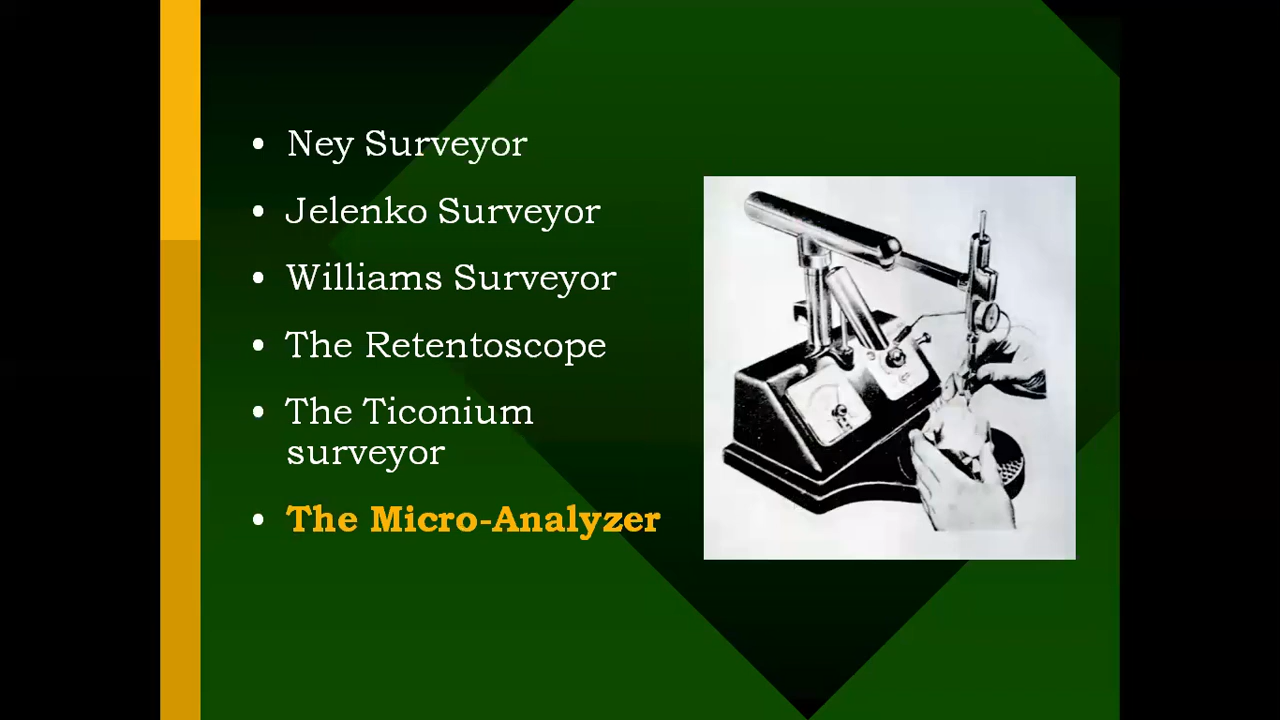 • Ney Surveyor
• Jelenko Surveyor
• Williams Surveyor
• The Retentoscope
• The Ticonium
surveyor
• The Micro-Analyzer